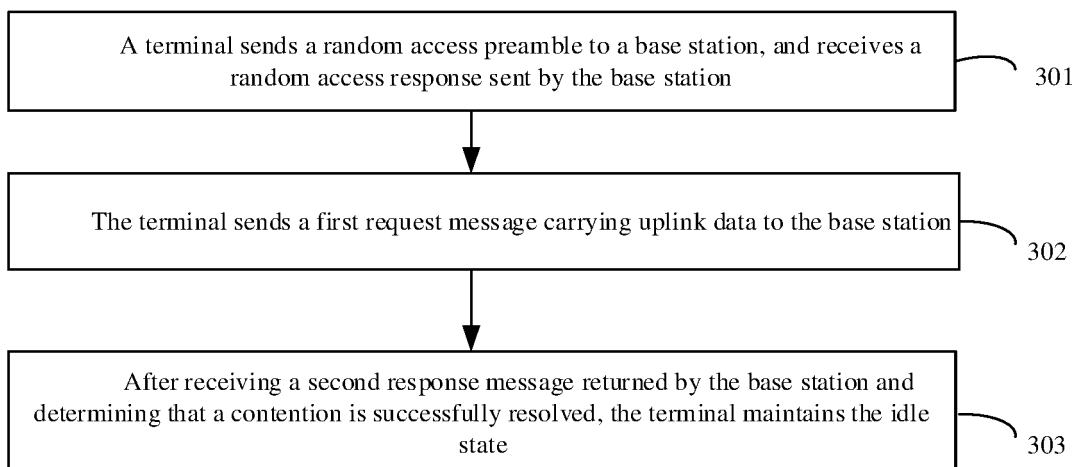 A terminal sends a random access preamble to a base station, and receives a
random access response sent by the base station
301
The terminal sends a first request message carrying uplink data to the base station
302
After receiving a second response message returned by the base station and
determining that a contention is successfully resolved, the terminal maintains the idle
state
303